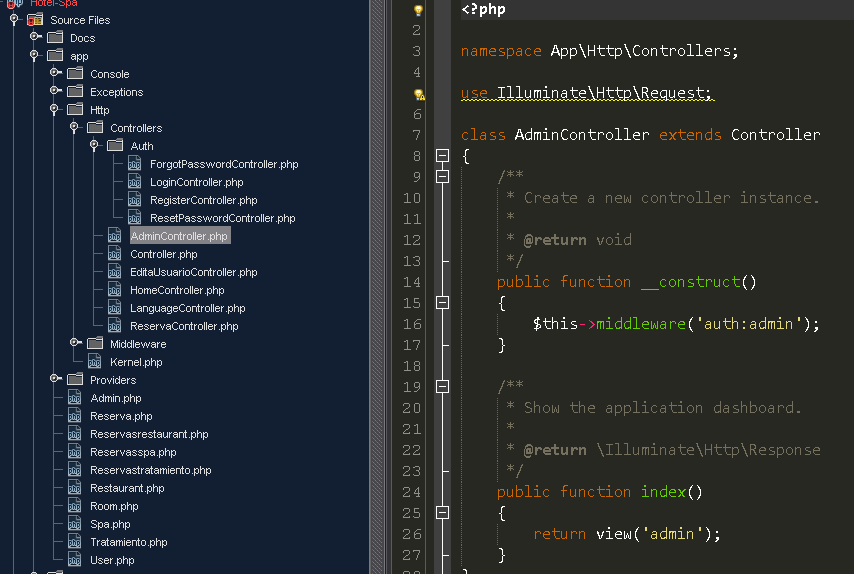 Hotel-Spa
Source Files
Docs
app
Console
Exceptions
Http
Controllers
Auth
ForgotPasswordController.php
LoginController.php
RegisterController.php
ResetPasswordController.php
AdminController.php
Controller.php
EditaUsuarioController.php
HomeController.php
LanguageController.php
ReservaController.php
Middleware
Kernel.php
Providers
Admin.php
Reserva.php
Reservasrestaurant.php
Reservasspa.php
Reservastratamiento.php
Restaurant.php
Room.php
Spa.php
Tratamiento.php
User.php
<?php
2
3 namespace App\Http\Controllers;
4
use Illuminate\Http\Request;
6
7 class AdminController extends Controller
8 {
9 /**
10 * Create a new controller instance.
11 *
12 * @return void
13 */
14 public function __construct()
15 {
16 $this->middleware('auth:admin');
17 }
18
19 /**
20 * Show the application dashboard.
21 *
22 * @return \Illuminate\Http\Response
23 */
24 public function index()
25 {
26 return view('admin');
27 }